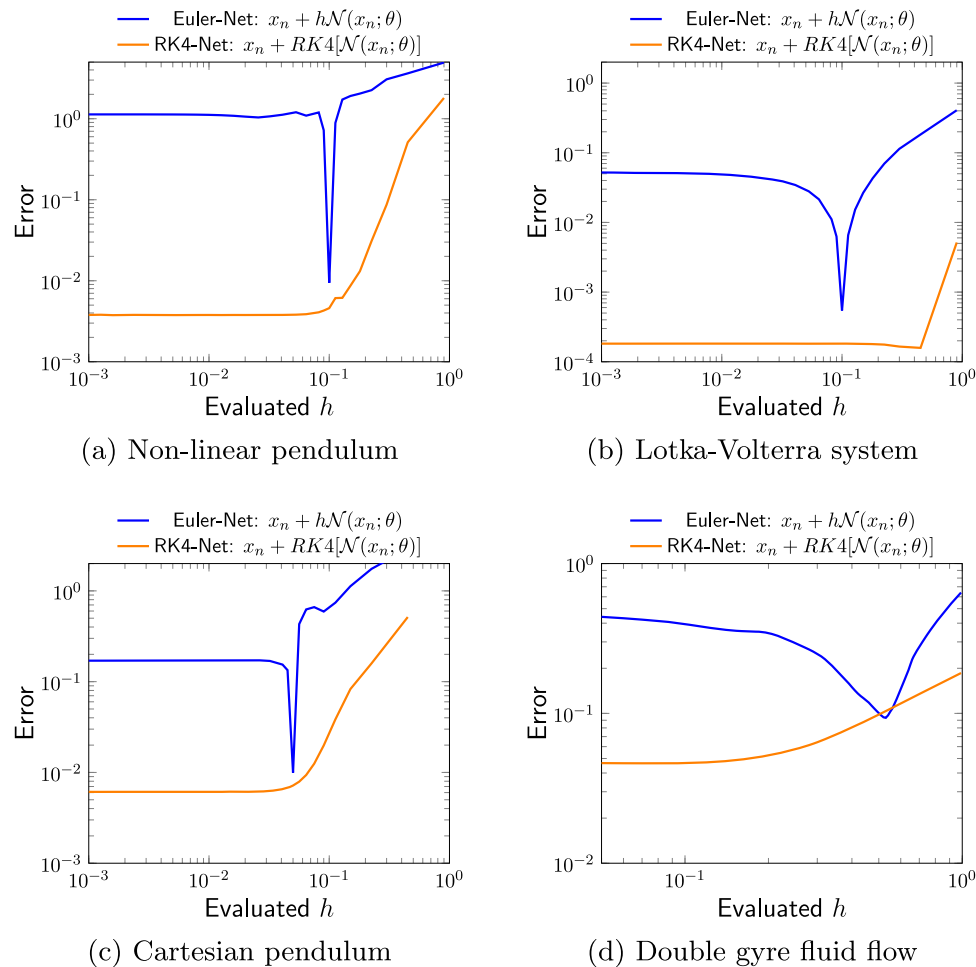 Euler-Net: $x_n + h\mathcal{N}(x_n; \theta)$
RK4-Net: $x_n + RK4[\mathcal{N}(x_n; \theta)]$
10^0
10^{-1}
10^{-2}
10^{-3}
Error
10^{-3} 10^{-2} 10^{-1} 10^0
Evaluated $h$
(a) Non-linear pendulum
Euler-Net: $x_n + h\mathcal{N}(x_n; \theta)$
RK4-Net: $x_n + RK4[\mathcal{N}(x_n; \theta)]$
10^0
10^{-1}
10^{-2}
10^{-3}
10^{-4}
Error
10^{-3} 10^{-2} 10^{-1} 10^0
Evaluated $h$
(b) Lotka-Volterra system
Euler-Net: $x_n + h\mathcal{N}(x_n; \theta)$
RK4-Net: $x_n + RK4[\mathcal{N}(x_n; \theta)]$
10^0
10^{-1}
10^{-2}
10^{-3}
Error
10^{-3} 10^{-2} 10^{-1} 10^0
Evaluated $h$
(c) Cartesian pendulum
Euler-Net: $x_n + h\mathcal{N}(x_n; \theta)$
RK4-Net: $x_n + RK4[\mathcal{N}(x_n; \theta)]$
10^0
10^{-1}
10^{-2}
Error
10^{-1} 10^0
Evaluated $h$
(d) Double gyre fluid flow